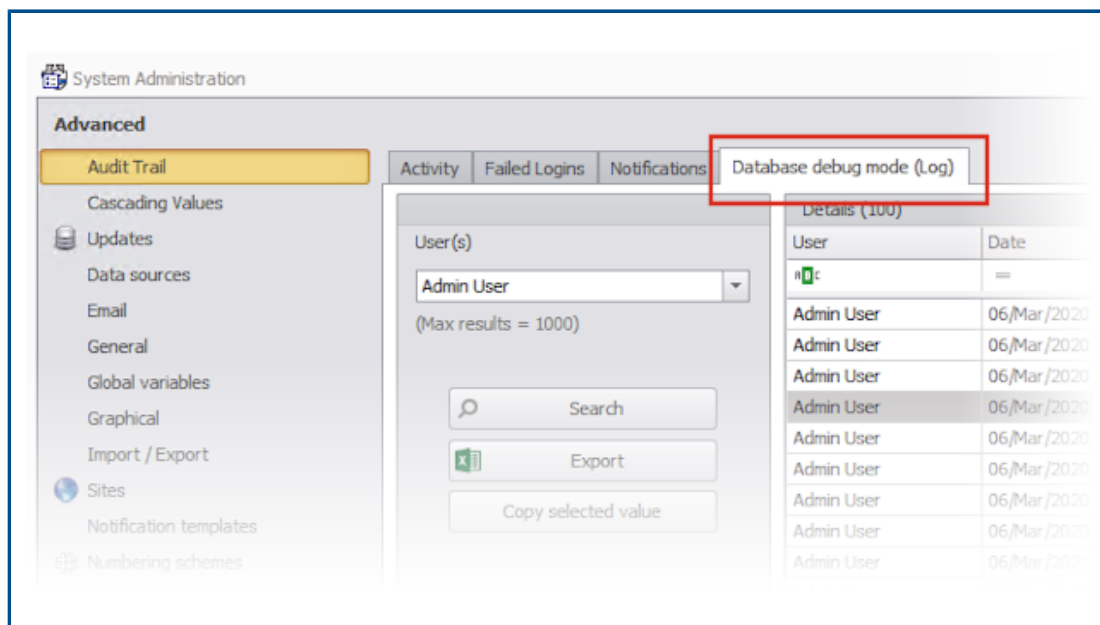 System Administration
Advanced
Audit Trail
Cascading Values
Updates
Data sources
Email
General
Global variables
Graphical
Import / Export
Sites
Notification templates
Numbering schemes
Activity
Failed Logins
Notifications
Database debug mode (Log)
User(s)
Admin User
(Max results = 1000)
Search
Export
Copy selected value
Details (100)
User Date
ABC =
Admin User 06/Mar/2020
Admin User 06/Mar/2020
Admin User 06/Mar/2020
Admin User 06/Mar/2020
Admin User 06/Mar/2020
Admin User 06/Mar/2020
Admin User 06/Mar/2020
Admin User 06/Mar/2020
Admin User 06/Mar/2020